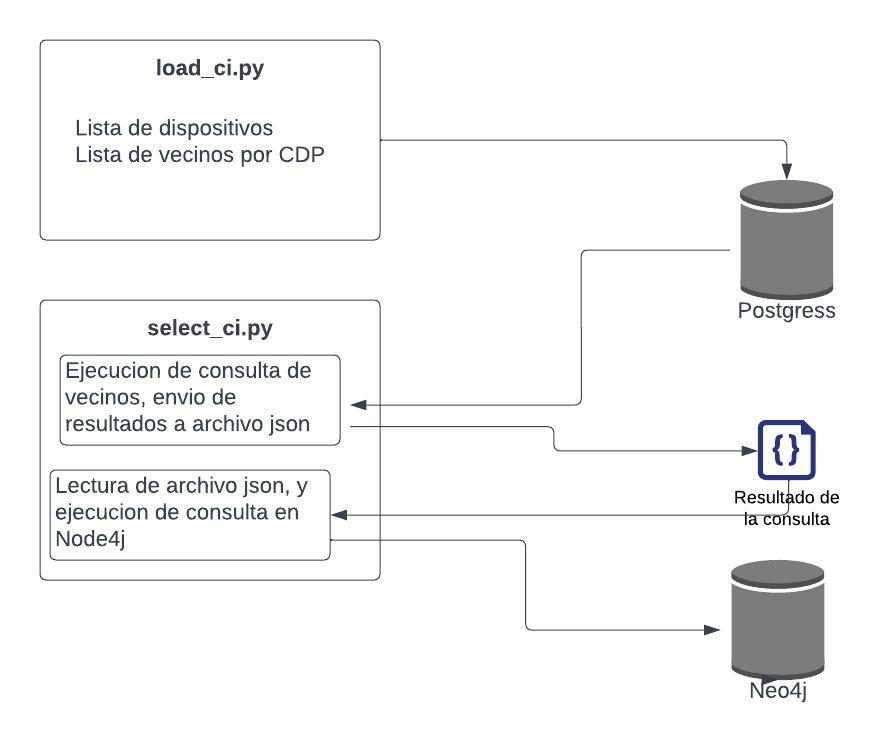 load_ci.py
Lista de dispositivos
Lista de vecinos por CDP
Postgress
select_ci.py
Ejecucion de consulta de
vecinos, envio de
resultados a archivo json
{}
Resultado de
la consulta
Lectura de archivo json, y
ejecucion de consulta en
Node4j
Neo4j